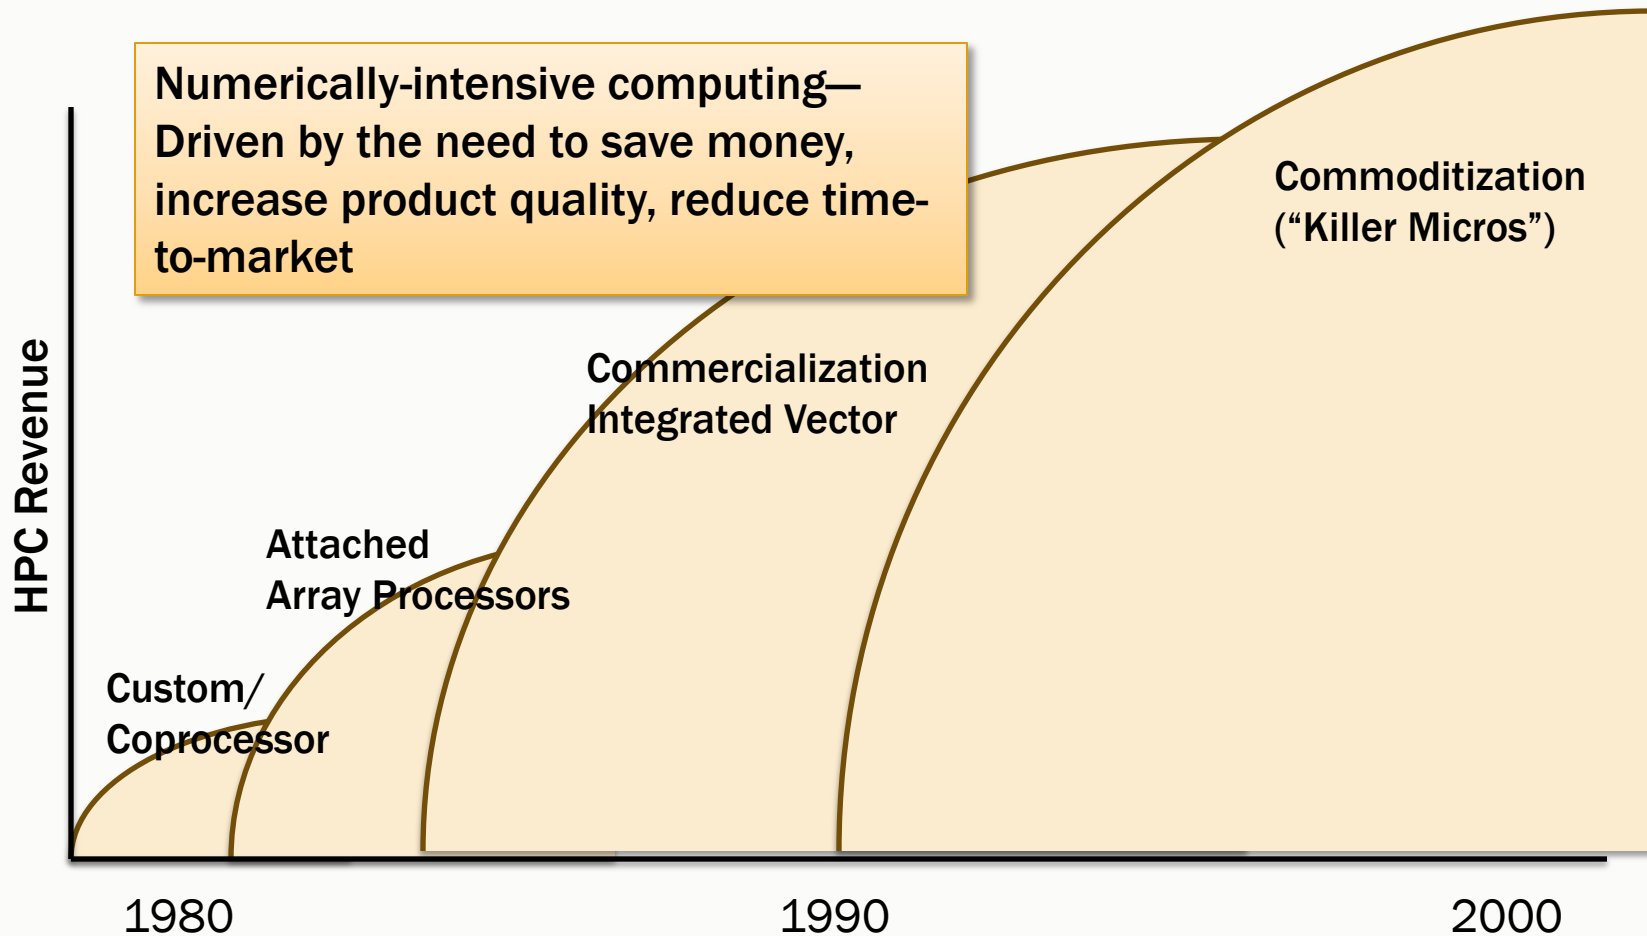 Numerically-intensive computing—
Driven by the need to save money,
increase product quality, reduce time-
to-market
Commoditization
(“Killer Micros”)
Commercialization
Integrated Vector
Attached
Array Processors
Custom/
Coprocessor
HPC Revenue
1980
1990
2000